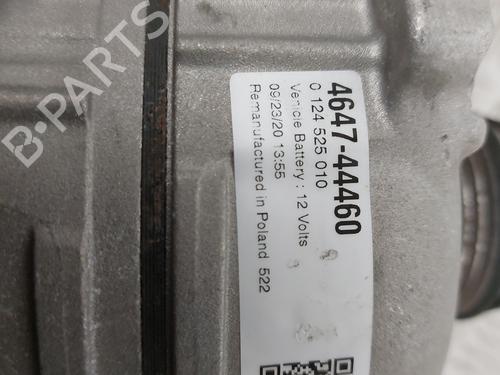 4647-44460
0 124 525 010
Vehicle Battery : 12 Volts
09/23/20 13:55
Remanufactured in Poland 522
B-PARTS